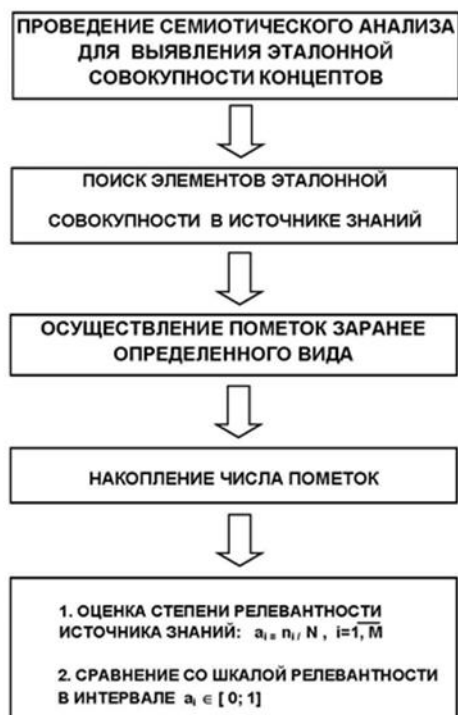 ПРОВЕДЕНИЕ СЕМИОТИЧЕСКОГО АНАЛИЗА
ДЛЯ ВЫЯВЛЕНИЯ ЭТАЛОННОЙ
СОВОКУПНОСТИ КОНЦЕПТОВ
ПОИСК ЭЛЕМЕНТОВ ЭТАЛОННОЙ
СОВОКУПНОСТИ В ИСТОЧНИКЕ ЗНАНИЙ
ОСУЩЕСТВЛЕНИЕ ПОМЕТОК ЗАРАНЕЕ
ОПРЕДЕЛЕННОГО ВИДА
НАКОПЛЕНИЕ ЧИСЛА ПОМЕТОК
1. ОЦЕНКА СТЕПЕНИ РЕЛЕВАНТНОСТИ
ИСТОЧНИКА ЗНАНИЙ: aᵢ = nᵢ / N , i=1, M
2. СРАВНЕНИЕ СО ШКАЛОЙ РЕЛЕВАНТНОСТИ
В ИНТЕРВАЛЕ aᵢ ∈ [ 0; 1]